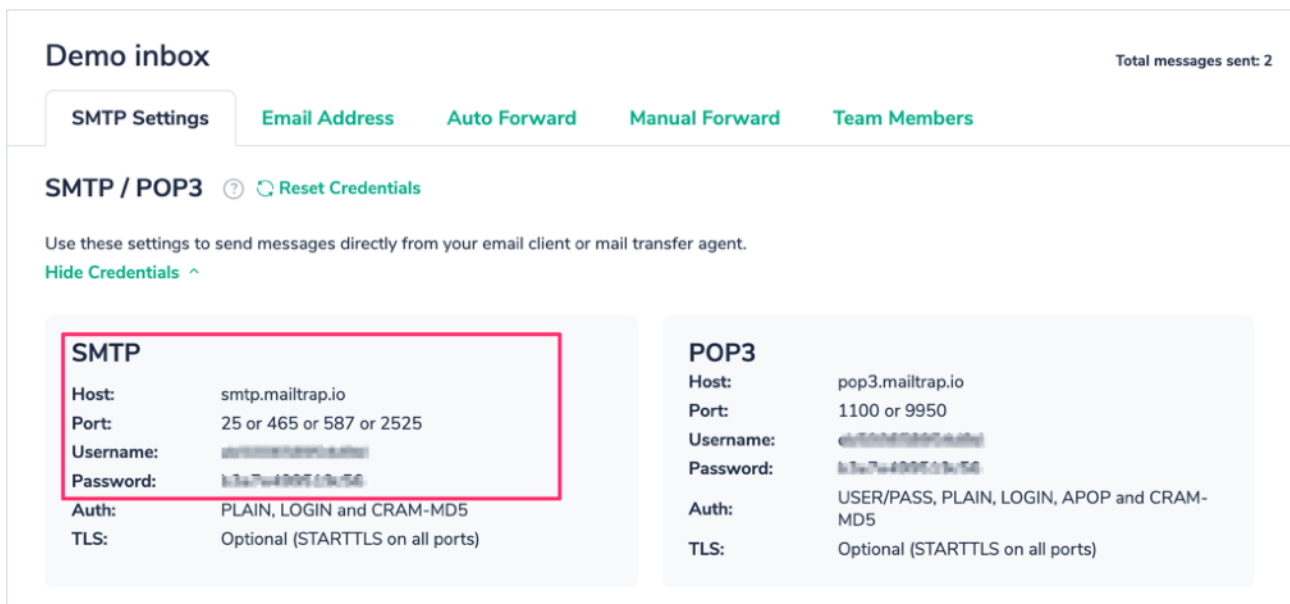 Demo inbox
Total messages sent: 2
SMTP Settings
Email Address
Auto Forward
Manual Forward
Team Members
SMTP / POP3 ? Reset Credentials
Use these settings to send messages directly from your email client or mail transfer agent.
Hide Credentials
SMTP
Host: smtp.mailtrap.io
Port: 25 or 465 or 587 or 2525
Username:
Password:
Auth: PLAIN, LOGIN and CRAM-MD5
TLS: Optional (STARTTLS on all ports)
POP3
Host: pop3.mailtrap.io
Port: 1100 or 9950
Username:
Password:
Auth: USER/PASS, PLAIN, LOGIN, APOP and CRAM-
MD5
TLS: Optional (STARTTLS on all ports)